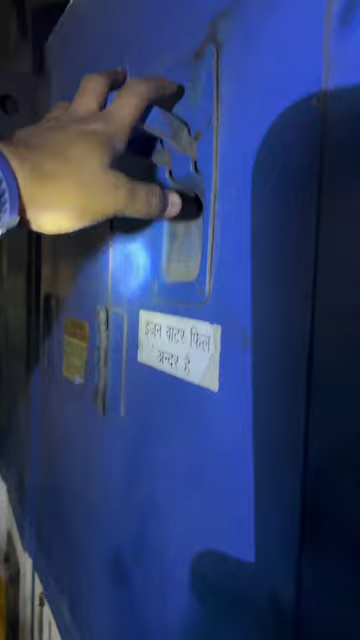 इंजन वाटर फिल
अन्दर है